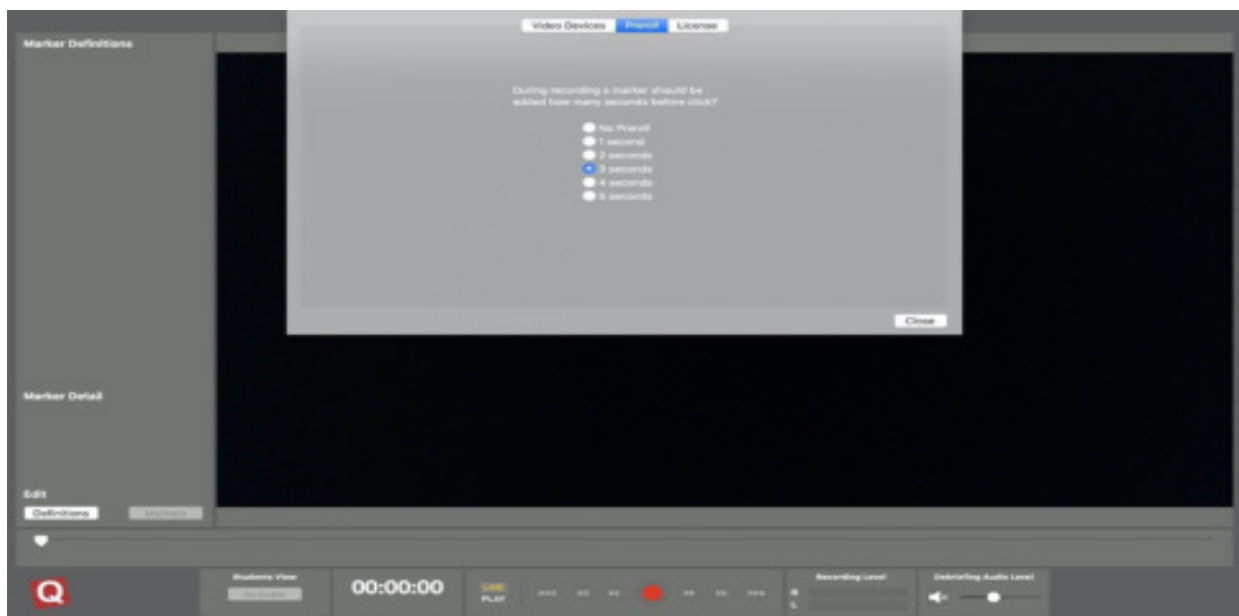 Video Devices Preroll License
Marker Definitions
During recording a marker should be
added how many seconds before click?
No Preroll
1 second
2 seconds
3 seconds
4 seconds
5 seconds
Close
Marker Detail
Edit
Definitions Markers
Students View
Activate
00:00:00
LIVE
PLAY
Recording Level
R
L
Debriefing Audio Level
Q